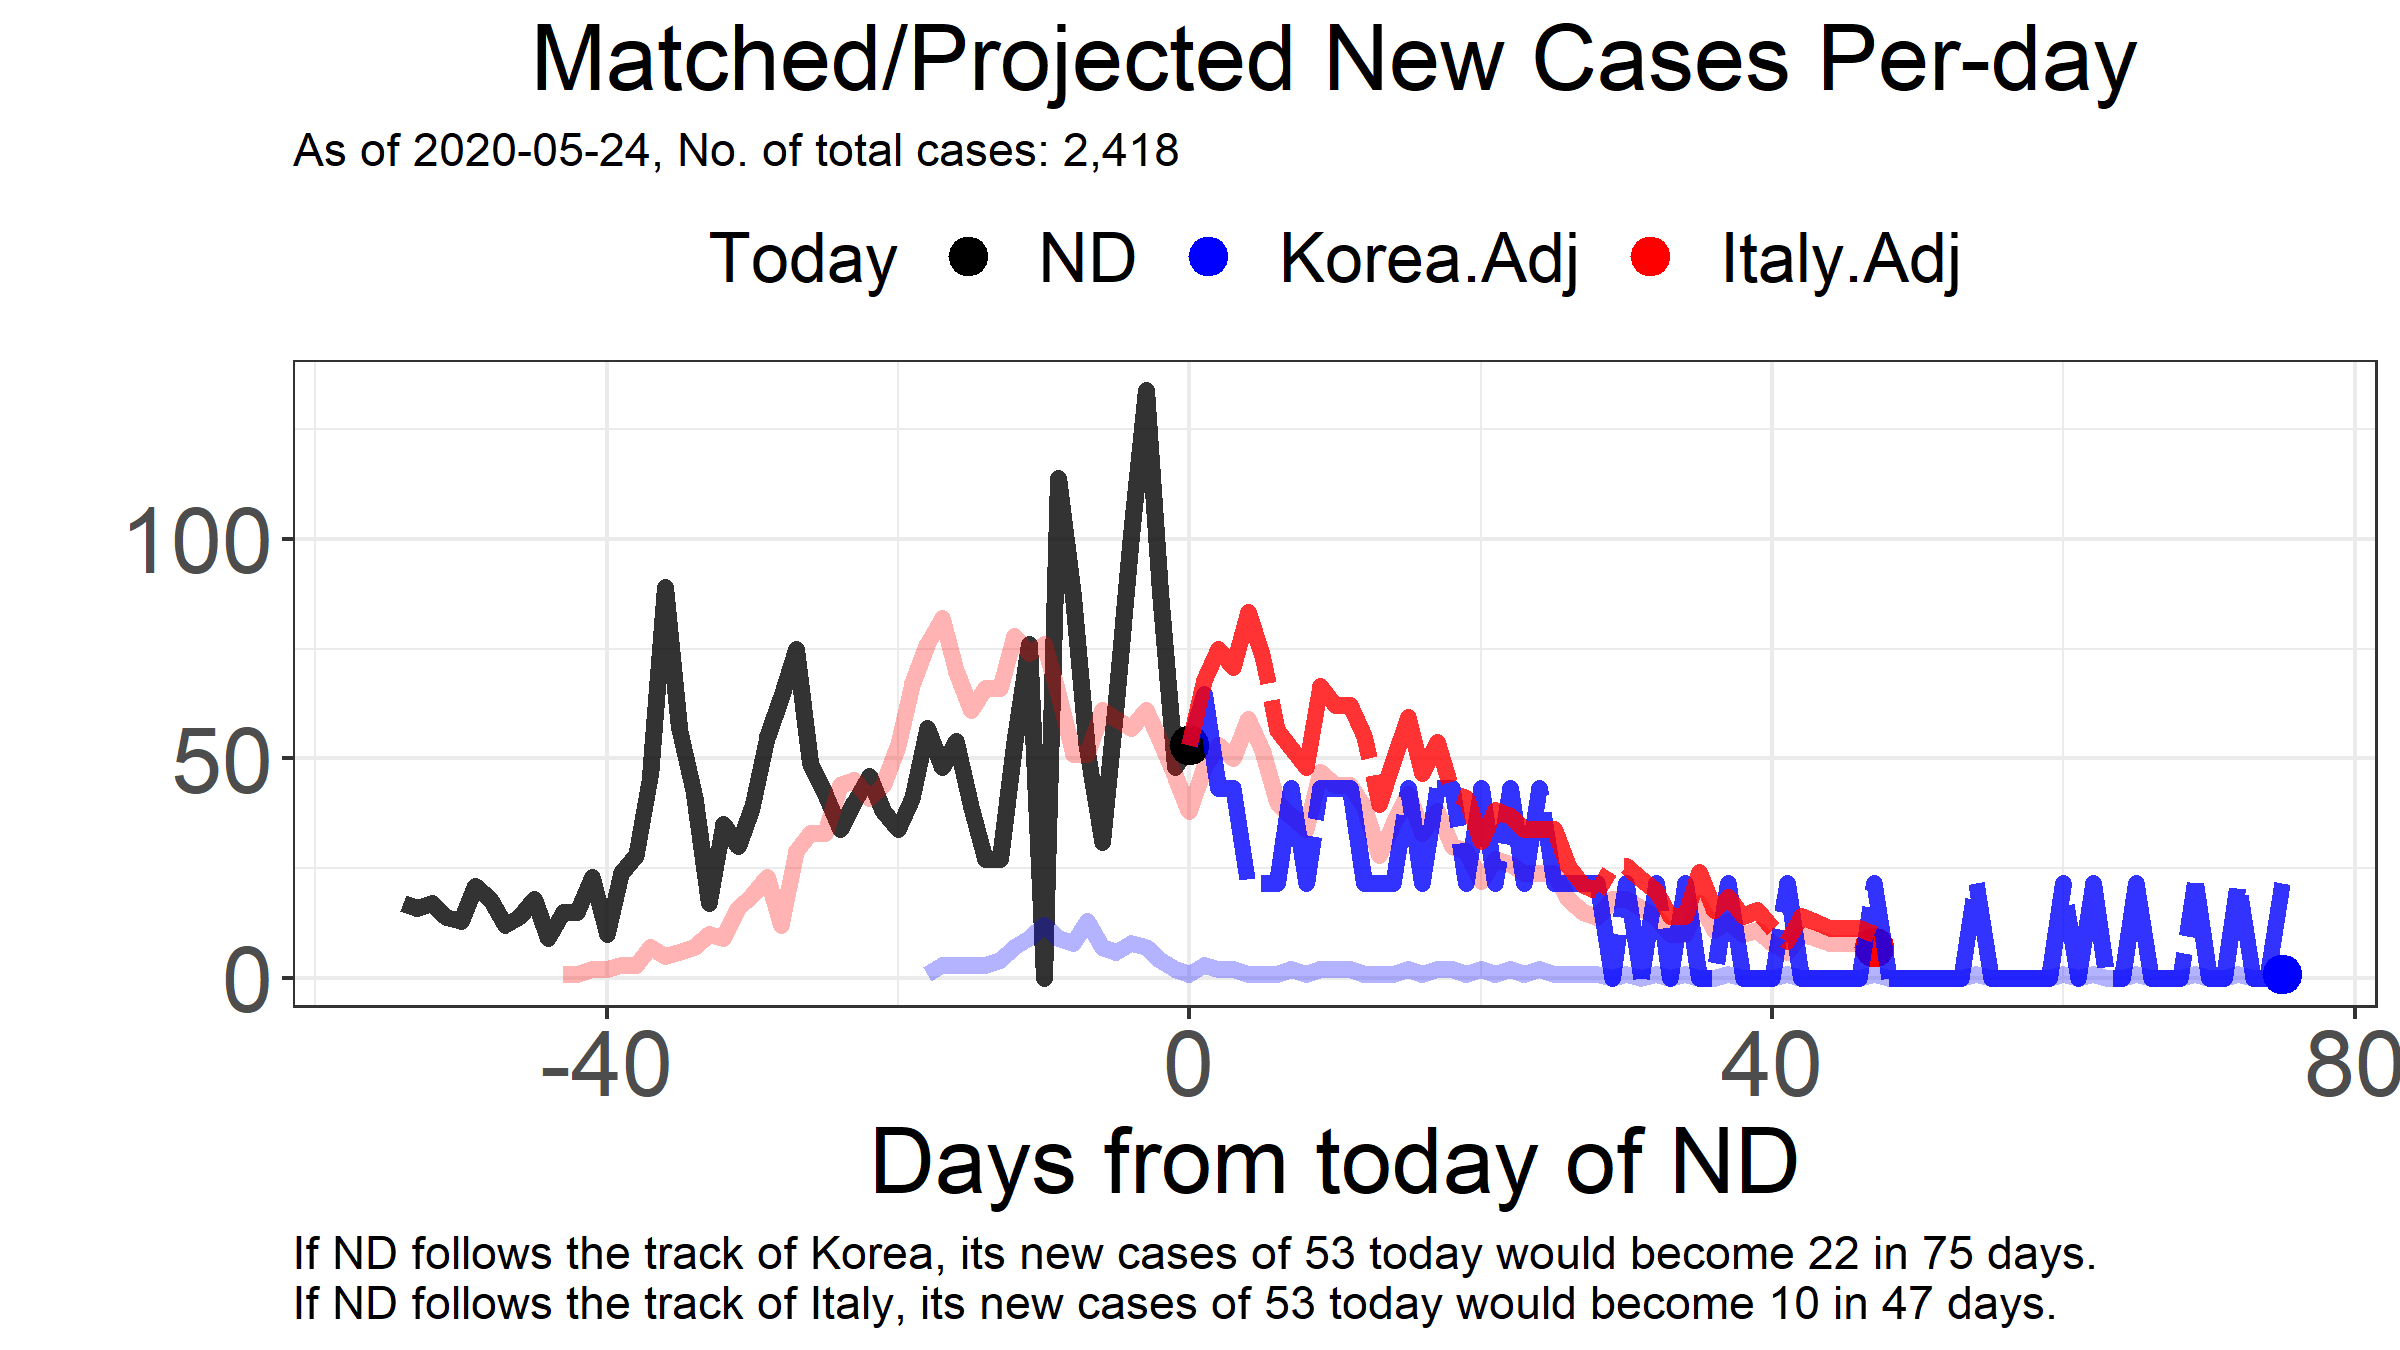 Matched/Projected New Cases Per-day
As of 2020-05-24, No. of total cases: 2,418
Today ND Korea.Adj Italy.Adj
100
50
0
-40 0 40 80
Days from today of ND
If ND follows the track of Korea, its new cases of 53 today would become 22 in 75 days.
If ND follows the track of Italy, its new cases of 53 today would become 10 in 47 days.